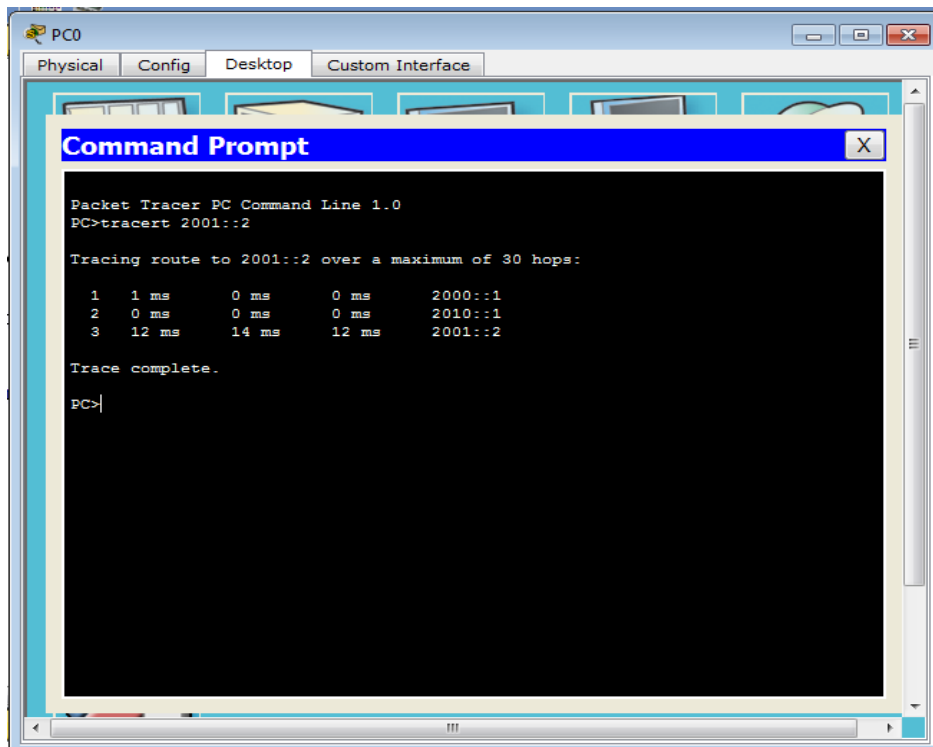 PC0
Physical Config Desktop Custom Interface
Command Prompt
X
Packet Tracer PC Command Line 1.0
PC>tracert 2001::2
Tracing route to 2001::2 over a maximum of 30 hops:
1 1 ms 0 ms 0 ms 2000::1
2 0 ms 0 ms 0 ms 2010::1
3 12 ms 14 ms 12 ms 2001::2
Trace complete.
PC>